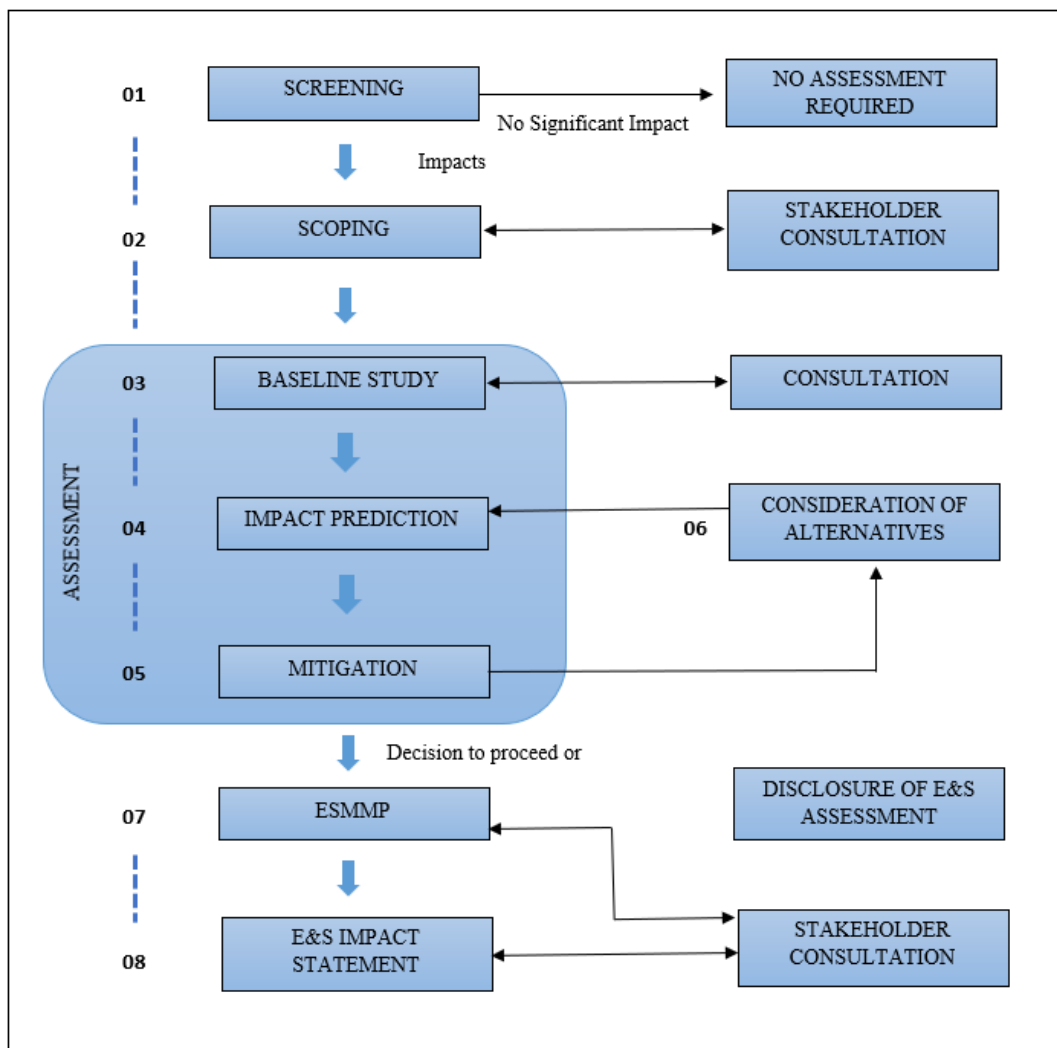 01
SCREENING
NO ASSESSMENT
REQUIRED
No Significant Impact
Impacts
02
SCOPING
STAKEHOLDER
CONSULTATION
ASSESSMENT
03
BASELINE STUDY
CONSULTATION
04
IMPACT PREDICTION
06
CONSIDERATION OF
ALTERNATIVES
05
MITIGATION
Decision to proceed or
07
ESMMP
DISCLOSURE OF E&S
ASSESSMENT
08
E&S IMPACT
STATEMENT
STAKEHOLDER
CONSULTATION